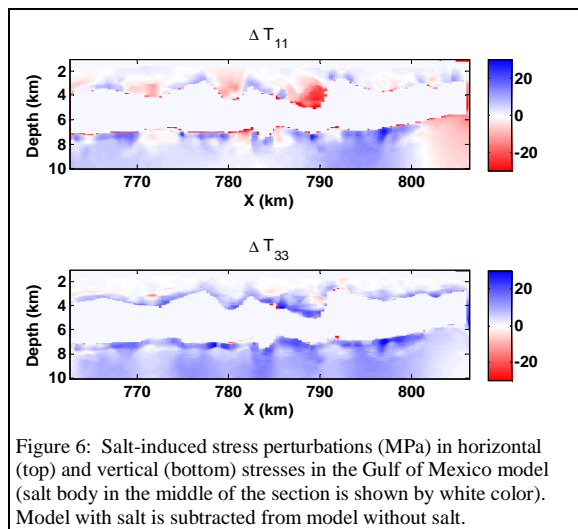 Δ T11
Depth (km)
2
4
6
8
10
770
780
790
800
X (km)
20
0
-20
Δ T33
Depth (km)
2
4
6
8
10
770
780
790
800
X (km)
20
0
-20
Figure 6: Salt-induced stress perturbations (MPa) in horizontal
(top) and vertical (bottom) stresses in the Gulf of Mexico model
(salt body in the middle of the section is shown by white color).
Model with salt is subtracted from model without salt.